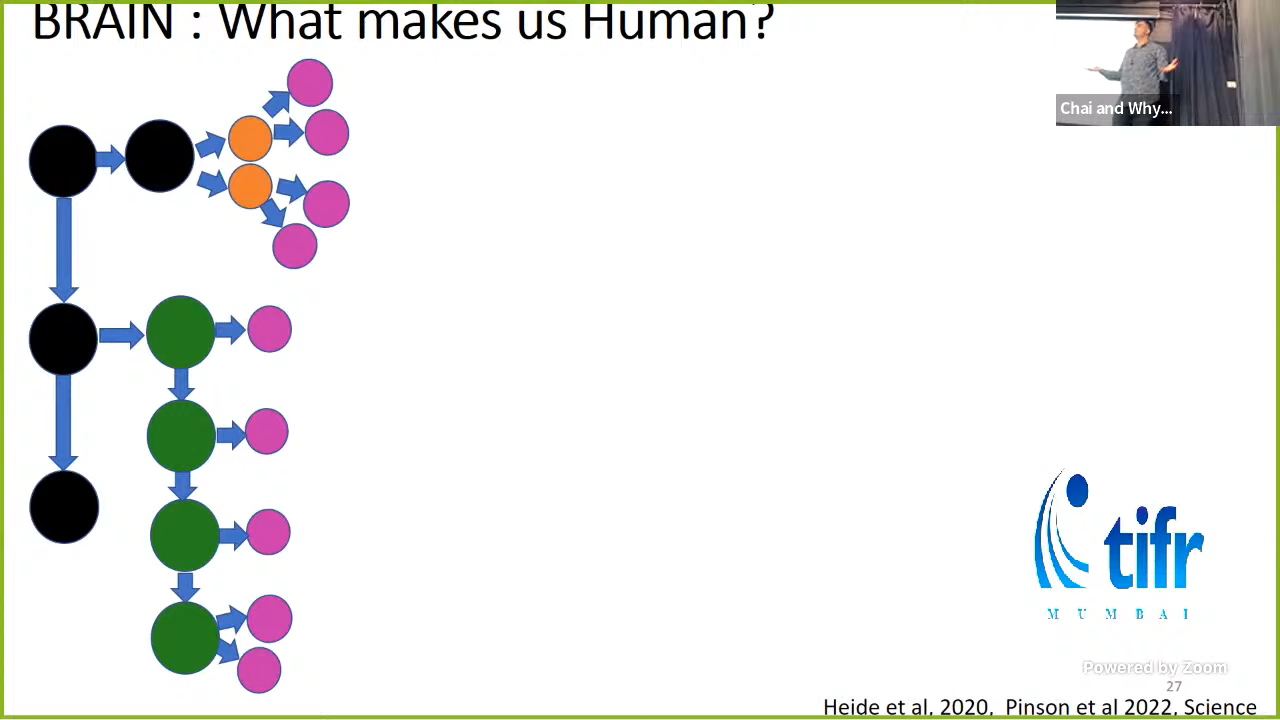 BRAIN : What makes us Human?
Chai and Why...
tifr
MUMBAI
Powered by Zoom
27
Heide et al, 2020, Pinson et al 2022, Science